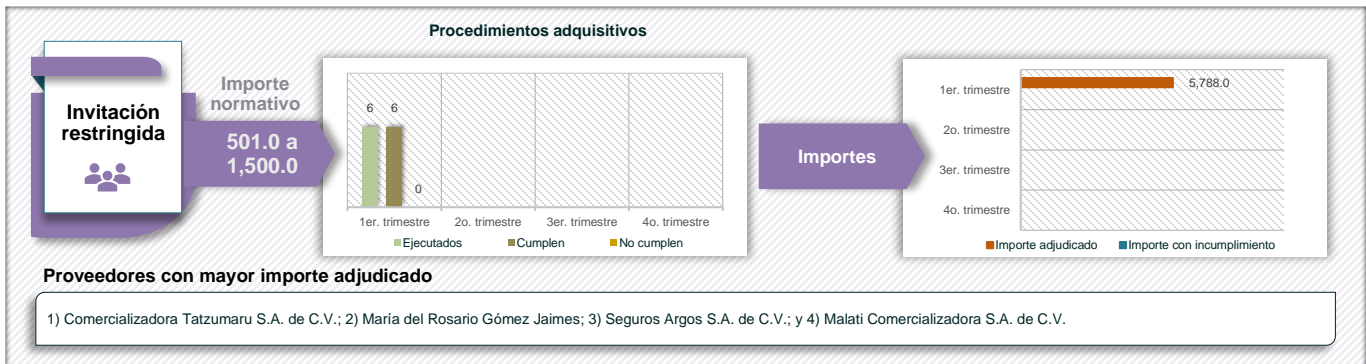 Procedimientos adquisitivos
Invitación
restringida
Importe
normativo
501.0 a
1,500.0
6
6
0
1er. trimestre
2o. trimestre
3er. trimestre
4o. trimestre
Ejecutados
Cumplen
No cumplen
Importes
1er. trimestre
5,788.0
2o. trimestre
3er. trimestre
4o. trimestre
Importe adjudicado
Importe con incumplimiento
Proveedores con mayor importe adjudicado
1) Comercializadora Tatzumaru S.A. de C.V.; 2) María del Rosario Gómez Jaimes; 3) Seguros Argos S.A. de C.V.; y 4) Malati Comercializadora S.A. de C.V.